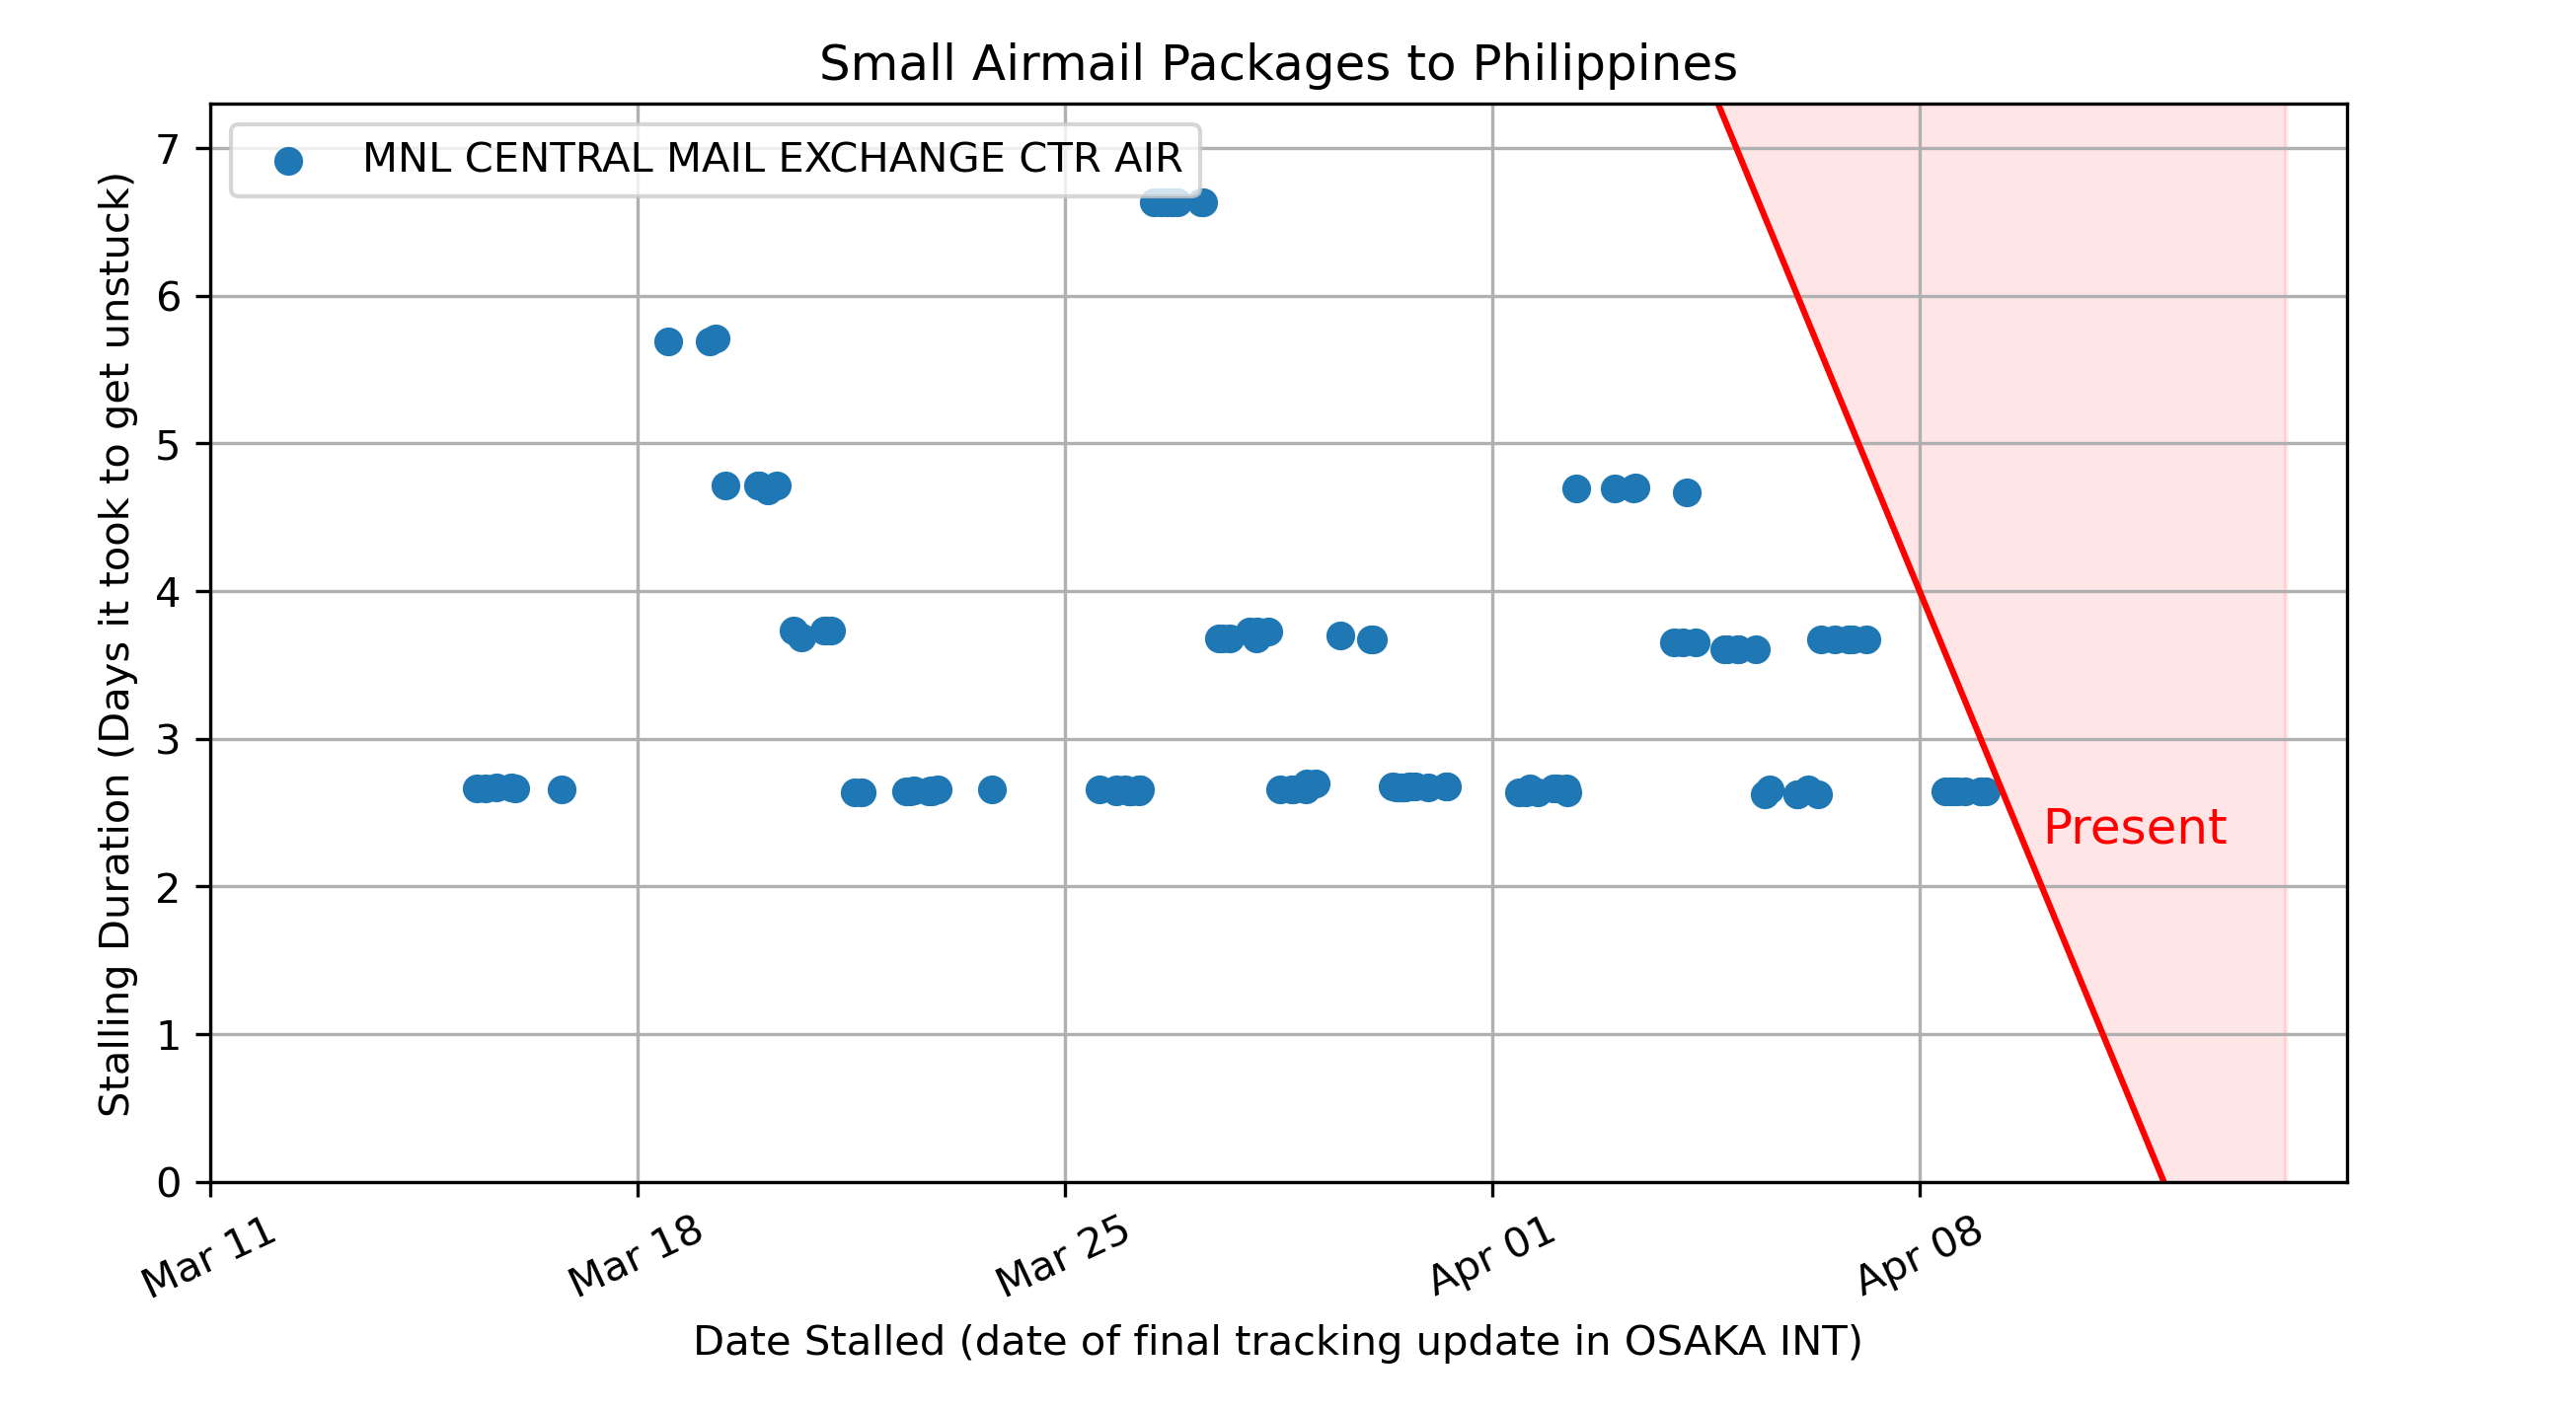 Small Airmail Packages to Philippines
MNL CENTRAL MAIL EXCHANGE CTR AIR
Stalling Duration (Days it took to get unstuck)
7
6
5
4
3
2
1
0
Present
Mar 11
Mar 18
Mar 25
Apr 01
Apr 08
Date Stalled (date of final tracking update in OSAKA INT)